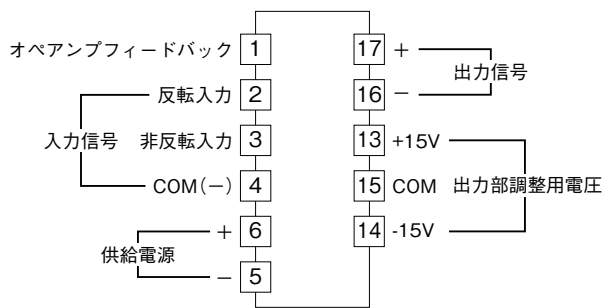 オペアンプフィードバック 1 17 +
出力信号
反転入力 2 16 −
入力信号 非反転入力 3 13 +15V
COM(−) 4 15 COM 出力部調整用電圧
+ 6 14 -15V
供給電源
− 5